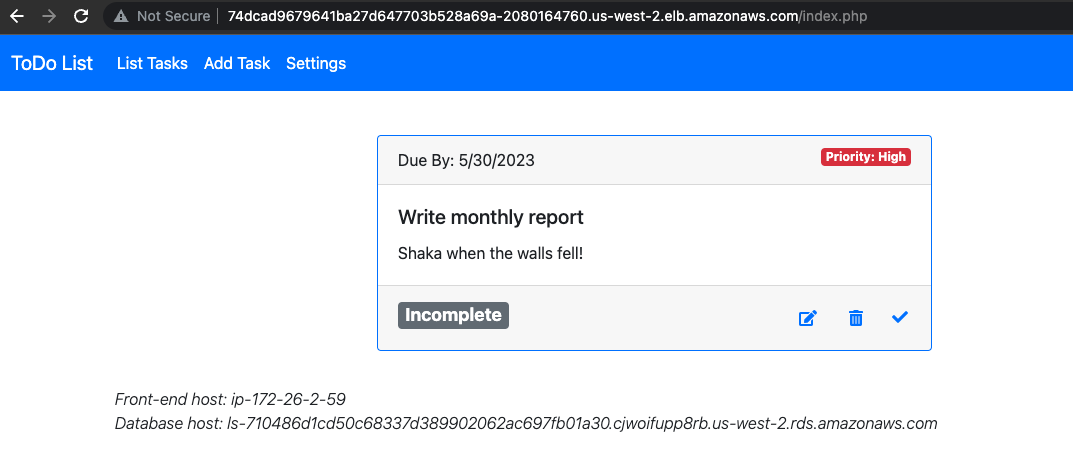 Not Secure | 74dcad9679641ba27d647703b528a69a-2080164760.us-west-2.elb.amazonaws.com/index.php
ToDo List List Tasks Add Task Settings
Due By: 5/30/2023 Priority: High
Write monthly report
Shaka when the walls fell!
Incomplete
Front-end host: ip-172-26-2-59
Database host: ls-710486d1cd50c68337d389902062ac697fb01a30.cjwoifupp8rb.us-west-2.rds.amazonaws.com